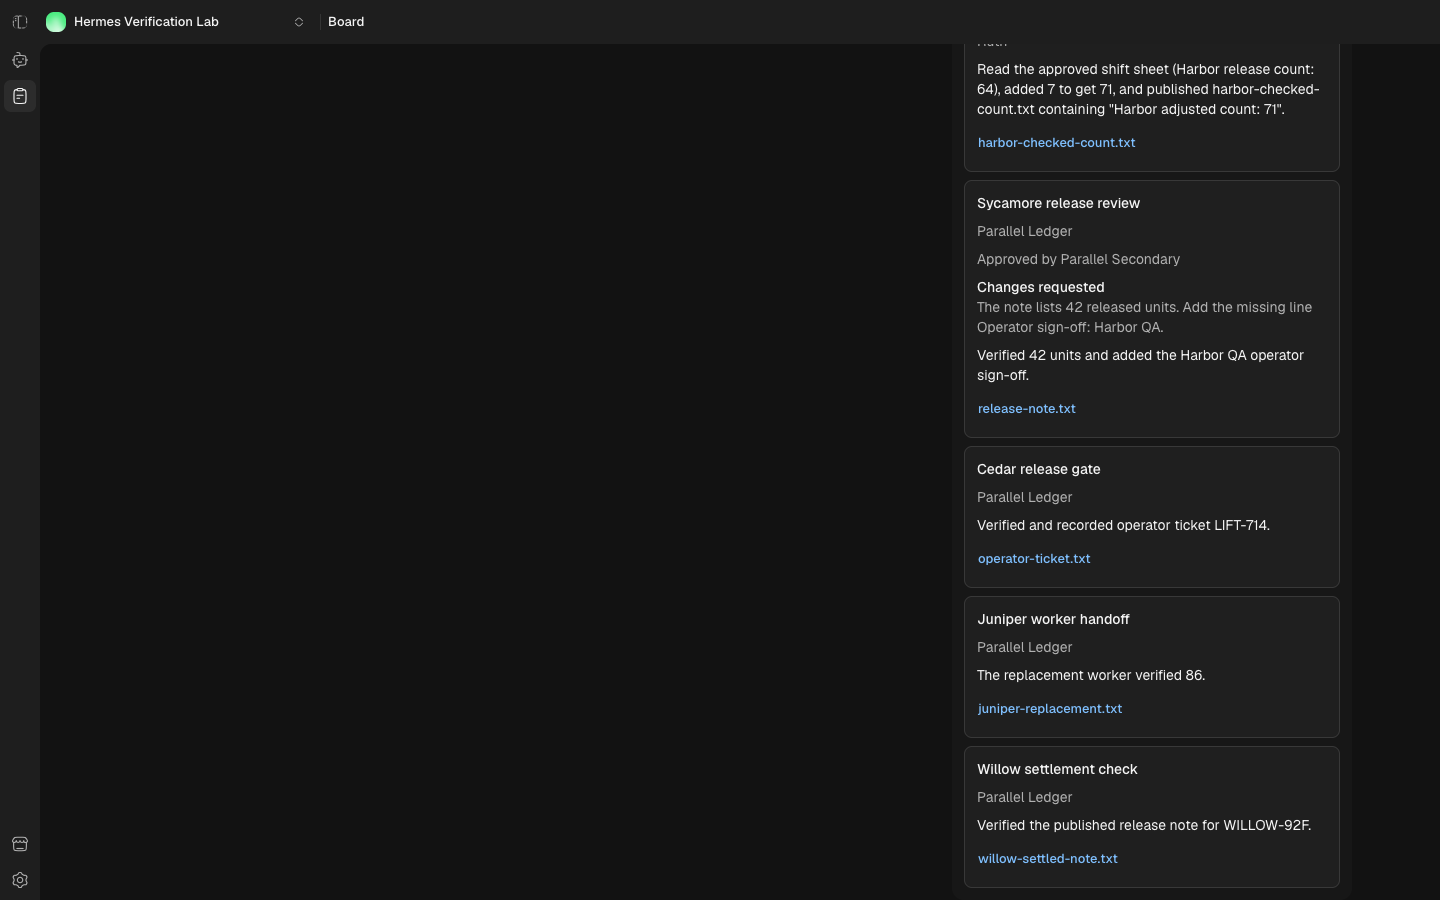 Hermes Verification Lab
Board
Read the approved shift sheet (Harbor release count:
64), added 7 to get 71, and published harbor-checked-
count.txt containing "Harbor adjusted count: 71".
harbor-checked-count.txt
Sycamore release review
Parallel Ledger
Approved by Parallel Secondary
Changes requested
The note lists 42 released units. Add the missing line
Operator sign-off: Harbor QA.
Verified 42 units and added the Harbor QA operator
sign-off.
release-note.txt
Cedar release gate
Parallel Ledger
Verified and recorded operator ticket LIFT-714.
operator-ticket.txt
Juniper worker handoff
Parallel Ledger
The replacement worker verified 86.
juniper-replacement.txt
Willow settlement check
Parallel Ledger
Verified the published release note for WILLOW-92F.
willow-settled-note.txt